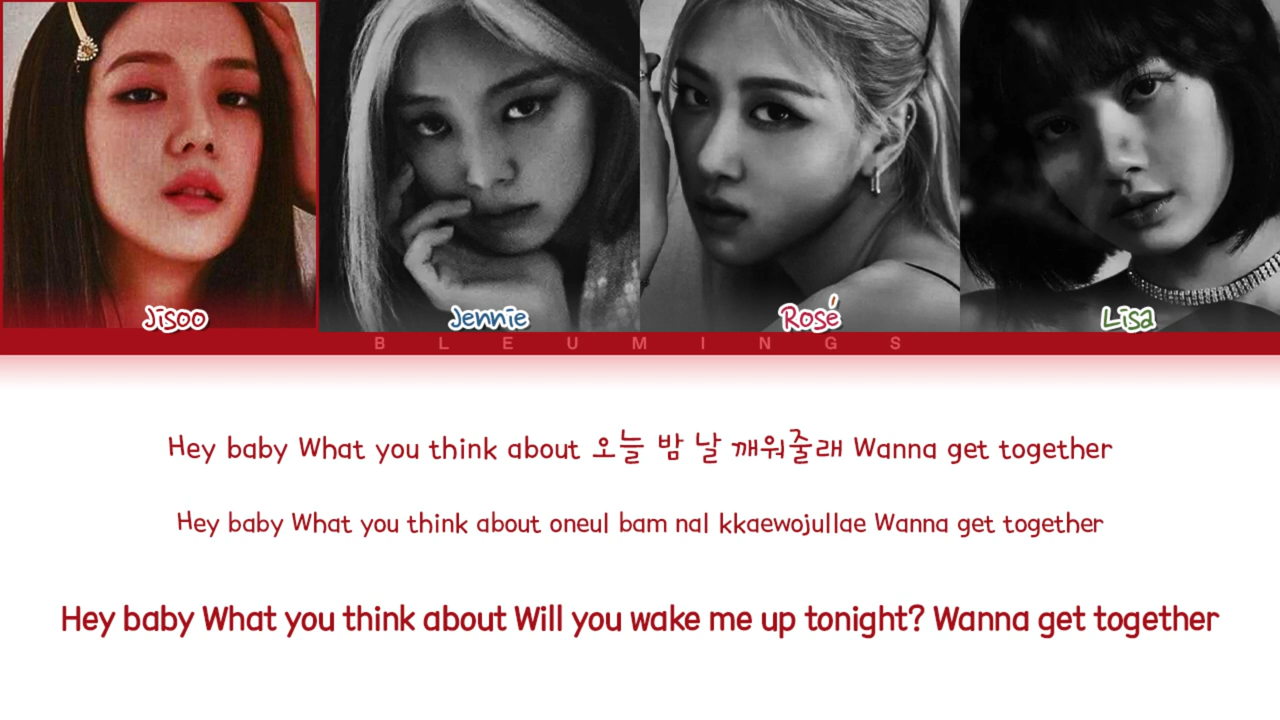 Jisoo
Jennie
Rosé
Lisa
BLEUMINGS
Hey baby What you think about 오늘 밤 날 깨워줄래 Wanna get together
Hey baby What you think about oneul bam nal kkaewojullae Wanna get together
Hey baby What you think about Will you wake me up tonight? Wanna get together